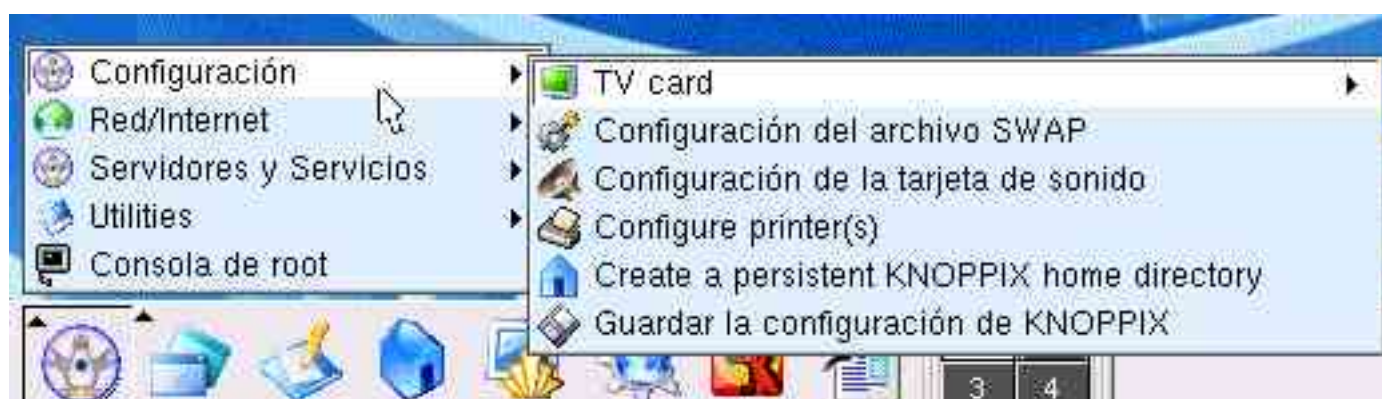 Configuración
Red/Internet
Servidores y Servicios
Utilities
Consola de root
TV card
Configuración del archivo SWAP
Configuración de la tarjeta de sonido
Configure printer(s)
Create a persistent KNOPPIX home directory
Guardar la configuración de KNOPPIX
3 4